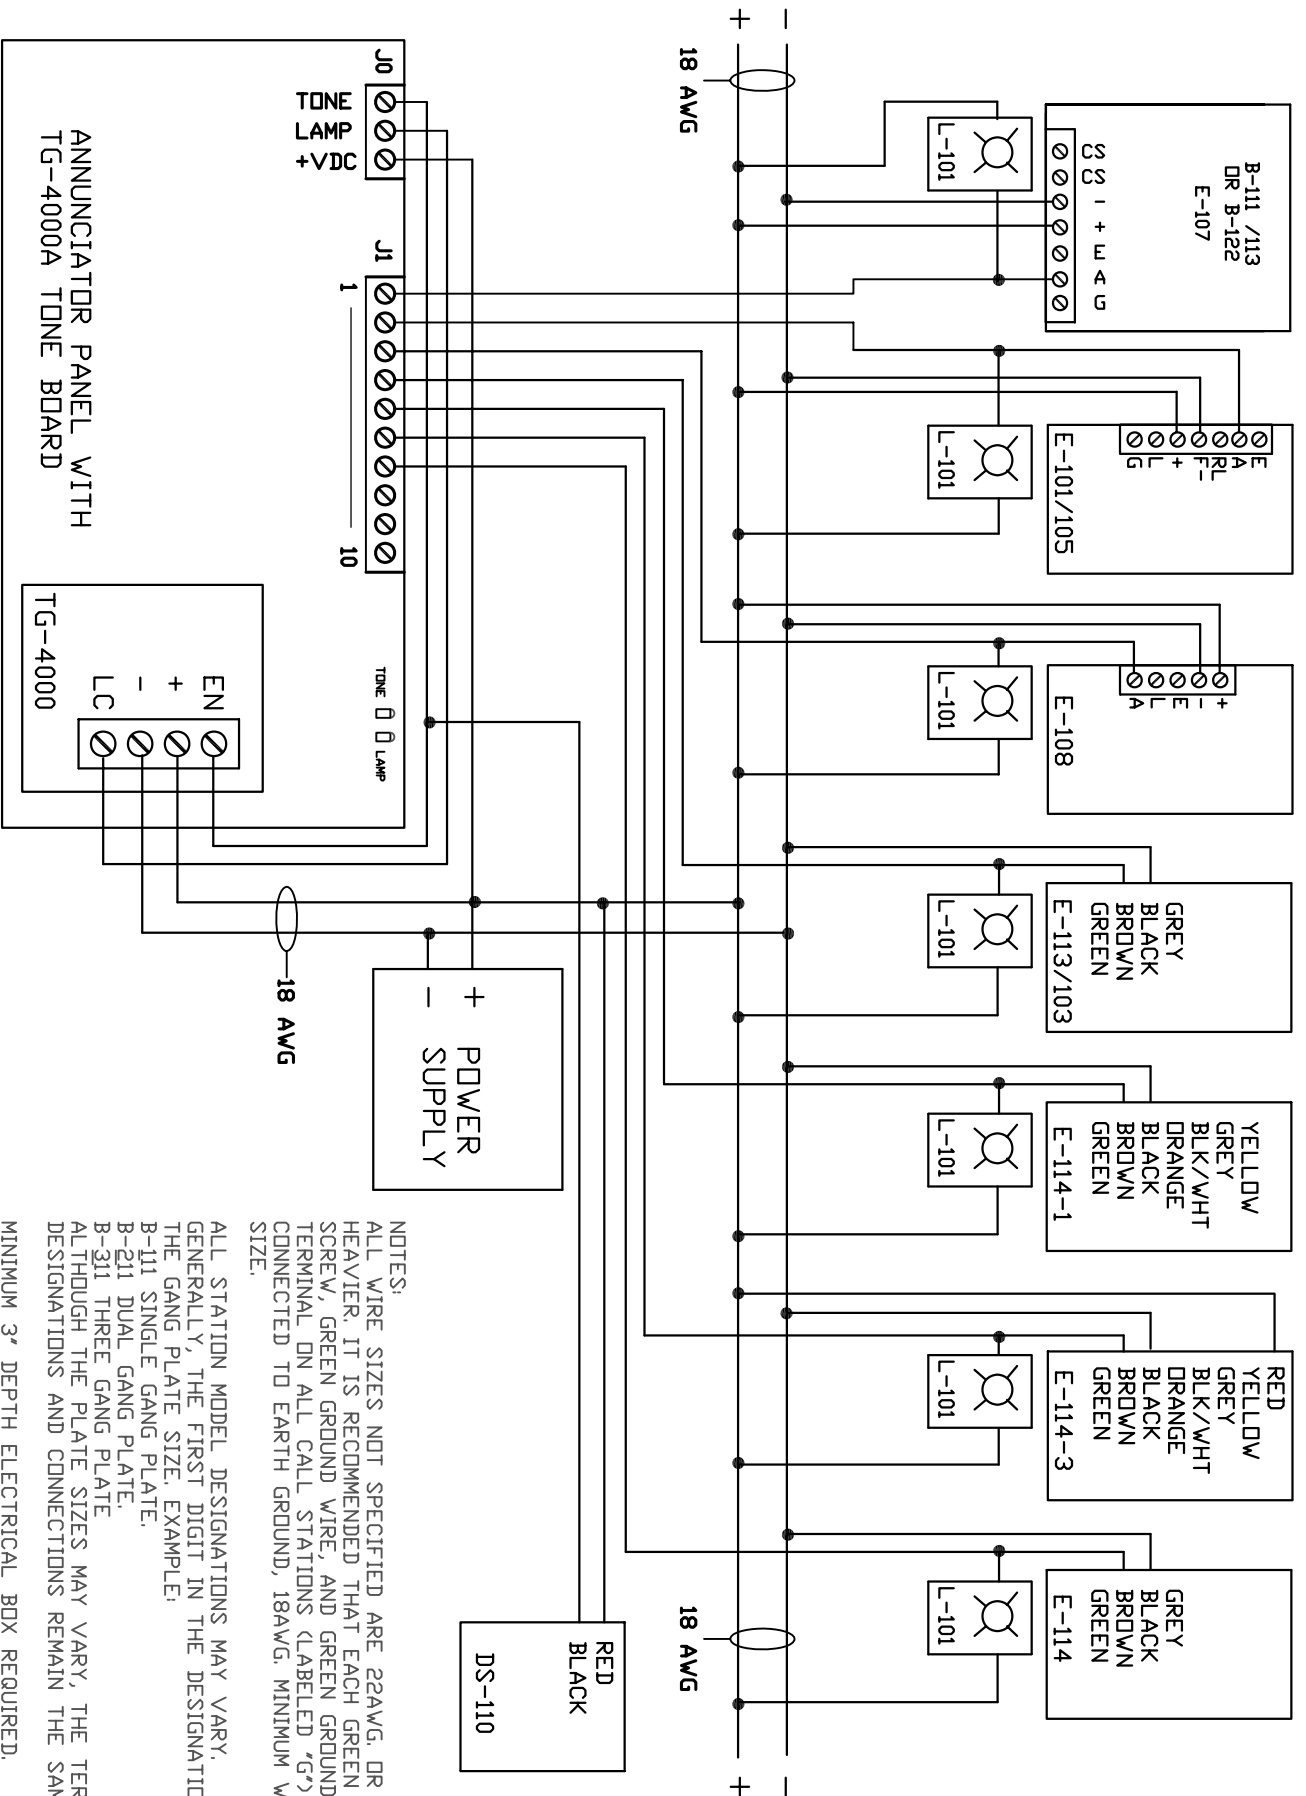 B-111 /113
OR B-122
E-107
CS
CS
-
+
E
A
G
L-101
E
A
RL
F-
+
L
G
E-101/105
L-101
+
-
E
L
A
E-108
L-101
GREY
BLACK
BROWN
GREEN
E-113/103
L-101
YELLOW
GREY
BLK/WHT
ORANGE
BLACK
BROWN
GREEN
E-114-1
L-101
RED
YELLOW
GREY
BLK/WHT
ORANGE
BLACK
BROWN
GREEN
E-114-3
L-101
GREY
BLACK
BROWN
GREEN
E-114
L-101
-
+
18 AWG
-
+
18 AWG
J0
TONE
LAMP
+VDC
J1
1
10
TONE
LAMP
ANNUNCIATOR PANEL WITH
TG-4000A TONE BOARD
EN
+
-
LC
TG-4000
18 AWG
+
-
POWER
SUPPLY
RED
BLACK
DS-110
NOTES:
ALL WIRE SIZES NOT SPECIFIED ARE 22AWG. OR
HEAVIER. IT IS RECOMMENDED THAT EACH GREEN
SCREW, GREEN GROUND WIRE, AND GREEN GROUND
TERMINAL ON ALL CALL STATIONS (LABELED "G")
CONNECTED TO EARTH GROUND, 18AWG. MINIMUM
SIZE.
ALL STATION MODEL DESIGNATIONS MAY VARY.
GENERALLY, THE FIRST DIGIT IN THE
THE GANG PLATE SIZE. EXAMPLE:
B-111 SINGLE GANG PLATE.
B-211 DUAL GANG PLATE.
B-311 THREE GANG PLATE
ALTHOUGH THE PLATE SIZES MAY VARY, THE
DESIGNATIONS AND CONNECTIONS REMAIN THE
MINIMUM 3" DEPTH ELECTRICAL BOX REQUIRED.